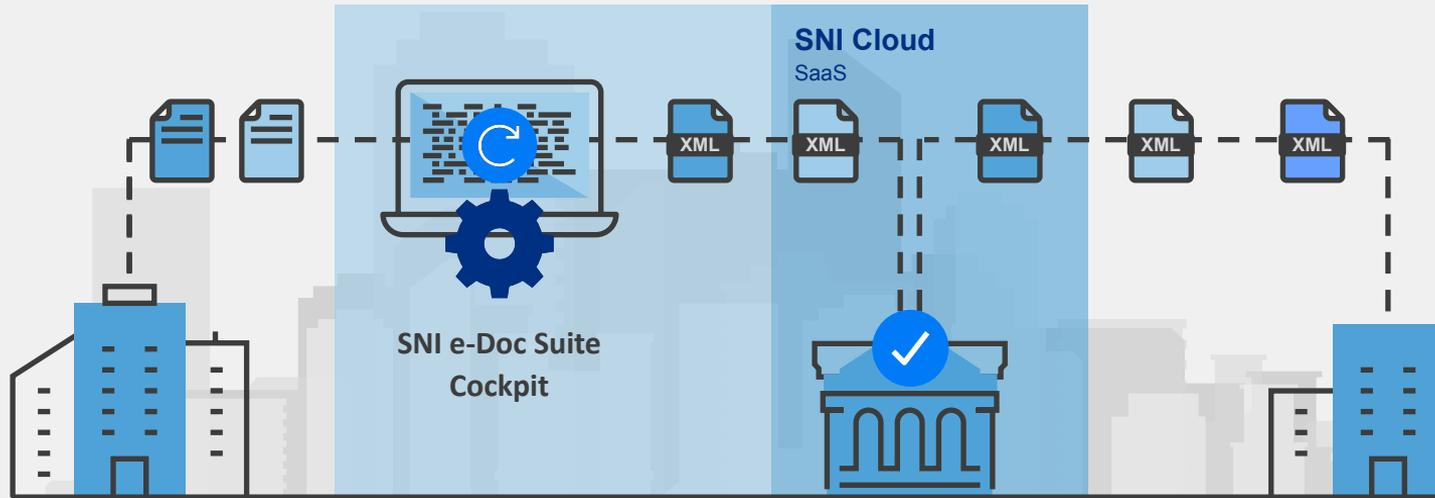 SNI Cloud
SaaS
XML
XML
XML
XML
XML
SNI e-Doc Suite
Cockpit